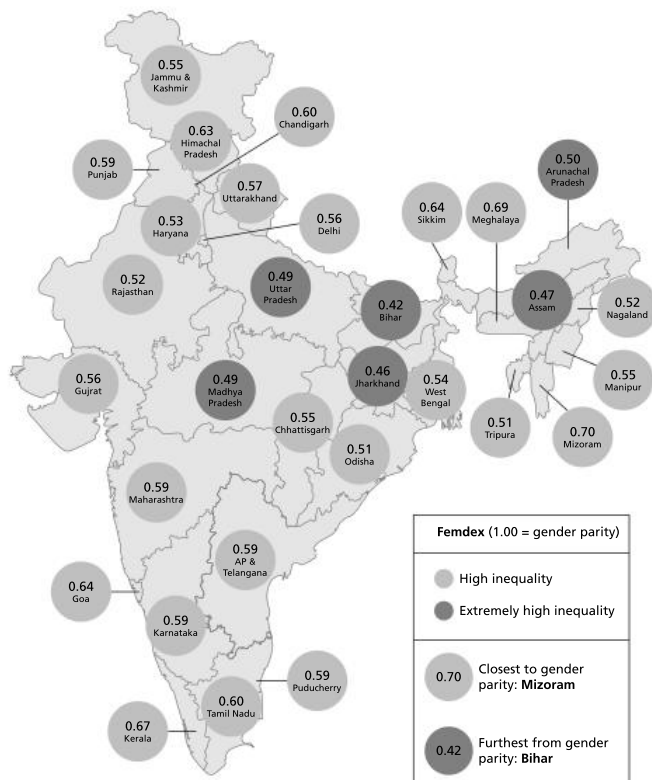 0.55
Jammu &
Kashmir
0.60
Chandigarh
0.63
Himachal
Pradesh
0.59
Punjab
0.50
Arunachal
Pradesh
0.57
Uttarakhand
0.64
Sikkim
0.69
Meghalaya
0.53
Haryana
0.56
Delhi
0.52
Rajasthan
0.49
Uttar
Pradesh
0.42
Bihar
0.47
Assam
0.52
Nagaland
0.56
Gujrat
0.49
Madhya
Pradesh
0.46
Jharkhand
0.54
West
Bengal
0.55
Manipur
0.55
Chhattisgarh
0.51
Odisha
0.51
Tripura
0.70
Mizoram
0.59
Maharashtra
0.59
AP &
Telangana
0.64
Goa
0.59
Karnataka
0.59
Puducherry
0.60
Tamil Nadu
0.67
Kerala
Femdex (1.00 = gender parity)
High inequality
Extremely high inequality
0.70
Closest to gender
parity: Mizoram
0.42
Furthest from gender
parity: Bihar